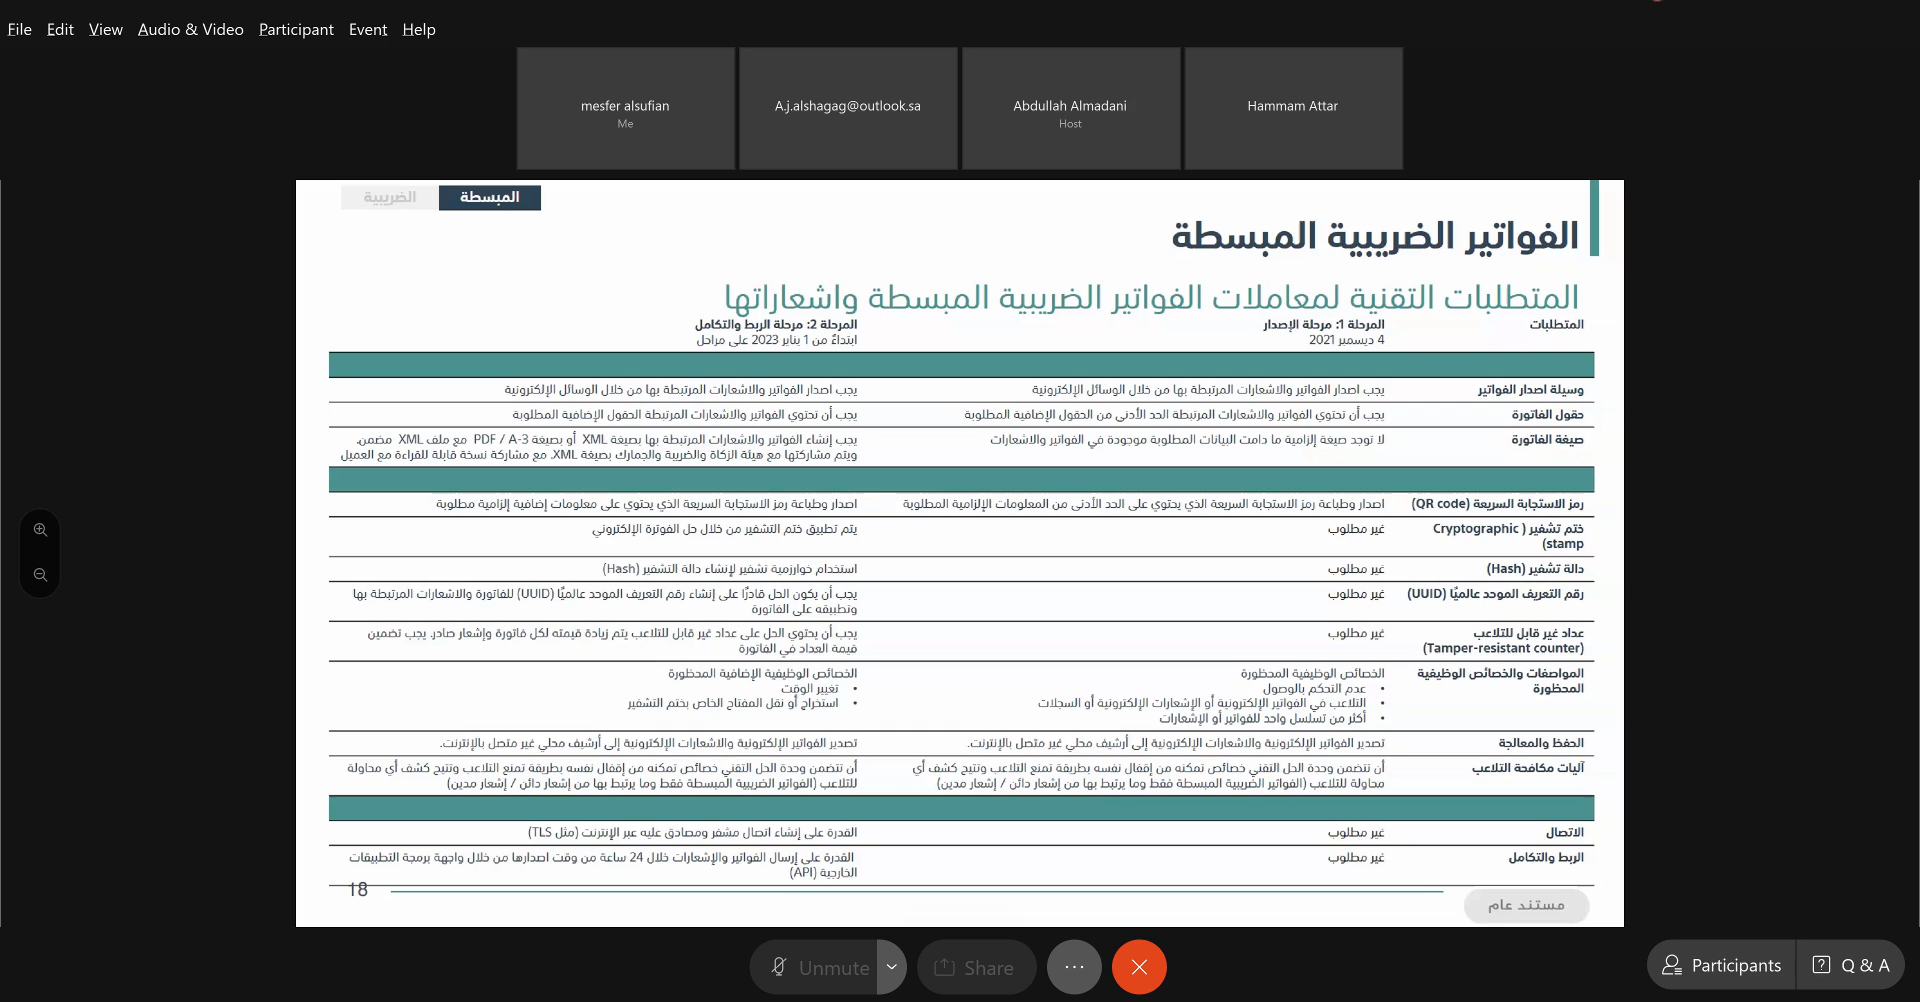 File Edit View Audio & Video Participant Event Help
mesfer alsufian
Me
A.j.alshagag@outlook.sa
Abdullah Almadani
Host
Hammam Attar
المبسطة
الضريبية
الفواتير الضريبية المبسطة
المتطلبات التقنية لمعاملات الفواتير الضريبية المبسطة واشعاراتها
المتطلبات
المرحلة 1: مرحلة الإصدار
4 ديسمبر 2021
المرحلة 2: مرحلة الربط والتكامل
ابتداءً من 1 يناير 2023 على مراحل
وسيلة اصدار الفواتير
يجب اصدار الفواتير والاشعارات المرتبطة بها من خلال الوسائل الإلكترونية
يجب اصدار الفواتير والاشعارات المرتبطة بها من خلال الوسائل الإلكترونية
حقول الفاتورة
يجب أن تحتوي الفواتير والاشعارات المرتبطة الحد الأدنى من الحقول الإضافية المطلوبة
يجب أن تحتوي الفواتير والاشعارات المرتبطة الحقول الإضافية المطلوبة
صيغة الفاتورة
لا توجد صيغة إلزامية ما دامت البيانات المطلوبة موجودة في الفواتير والاشعارات
يجب إنشاء الفواتير والاشعارات المرتبطة بها بصيغة XML أو بصيغة PDF / A-3 مع ملف XML مضمن.
ويتم مشاركتها مع هيئة الزكاة والضريبة والجمارك بصيغة XML. مع مشاركة نسخة قابلة للقراءة مع العميل
رمز الاستجابة السريعة (QR code)
اصدار وطباعة رمز الاستجابة السريعة الذي يحتوي على الحد الأدنى من المعلومات الإلزامية المطلوبة
اصدار وطباعة رمز الاستجابة السريعة الذي يحتوي على معلومات إضافية إلزامية مطلوبة
ختم تشفير ( Cryptographic
stamp)
غير مطلوب
يتم تطبيق ختم التشفير من خلال حل الفوترة الإلكتروني
دالة تشفير (Hash)
غير مطلوب
استخدام خوارزمية تشفير لإنشاء دالة التشفير (Hash)
رقم التعريف الموحد عالميًا (UUID)
غير مطلوب
يجب أن يكون الحل قادرًا على إنشاء رقم التعريف الموحد عالميًا (UUID) للفاتورة والاشعارات المرتبطة بها
وتطبيقه على الفاتورة
عداد غير قابل للتلاعب
(Tamper-resistant counter)
غير مطلوب
يجب أن يحتوي الحل على عداد غير قابل للتلاعب يتم زيادة قيمته لكل فاتورة وإشعار صادر. يجب تضمين
قيمة العداد في الفاتورة
المواصفات والخصائص الوظيفية
المحظورة
الخصائص الوظيفية المحظورة
• عدم التحكم بالوصول
• التلاعب في الفواتير الإلكترونية أو الإشعارات الإلكترونية أو السجلات
• أكثر من تسلسل واحد للفواتير أو الإشعارات
الخصائص الوظيفية الإضافية المحظورة
• تغيير الوقت
• استخراج أو نقل المفتاح الخاص بختم التشفير
الحفظ والمعالجة
تصدير الفواتير الإلكترونية والاشعارات الإلكترونية إلى أرشيف محلي غير متصل بالإنترنت.
تصدير الفواتير الإلكترونية والاشعارات الإلكترونية إلى أرشيف محلي غير متصل بالإنترنت.
آليات مكافحة التلاعب
أن تتضمن وحدة الحل التقني خصائص تمكنه من إقفال نفسه بطريقة تمنع التلاعب وتتيح كشف أي
محاولة للتلاعب (الفواتير الضريبية المبسطة فقط وما يرتبط بها من إشعار دائن / إشعار مدين)
أن تتضمن وحدة الحل التقني خصائص تمكنه من إقفال نفسه بطريقة تمنع التلاعب وتتيح كشف أي محاولة
للتلاعب (الفواتير الضريبية المبسطة فقط وما يرتبط بها من إشعار دائن / إشعار مدين)
الاتصال
غير مطلوب
القدرة على إنشاء اتصال مشفر ومصادق عليه عبر الإنترنت (مثل TLS)
الربط والتكامل
غير مطلوب
القدرة على إرسال الفواتير والإشعارات خلال 24 ساعة من وقت اصدارها من خلال واجهة برمجة التطبيقات
الخارجية (API)
18
مستند عام
Unmute
Share
Participants
Q & A